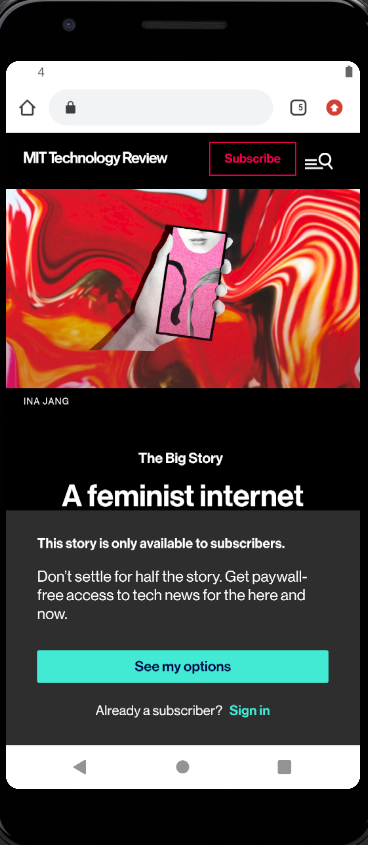 4
5
MIT Technology Review
Subscribe
INA JANG
The Big Story
A feminist internet
This story is only available to subscribers.
Don't settle for half the story. Get paywall-
free access to tech news for the here and
now.
See my options
Already a subscriber? Sign in